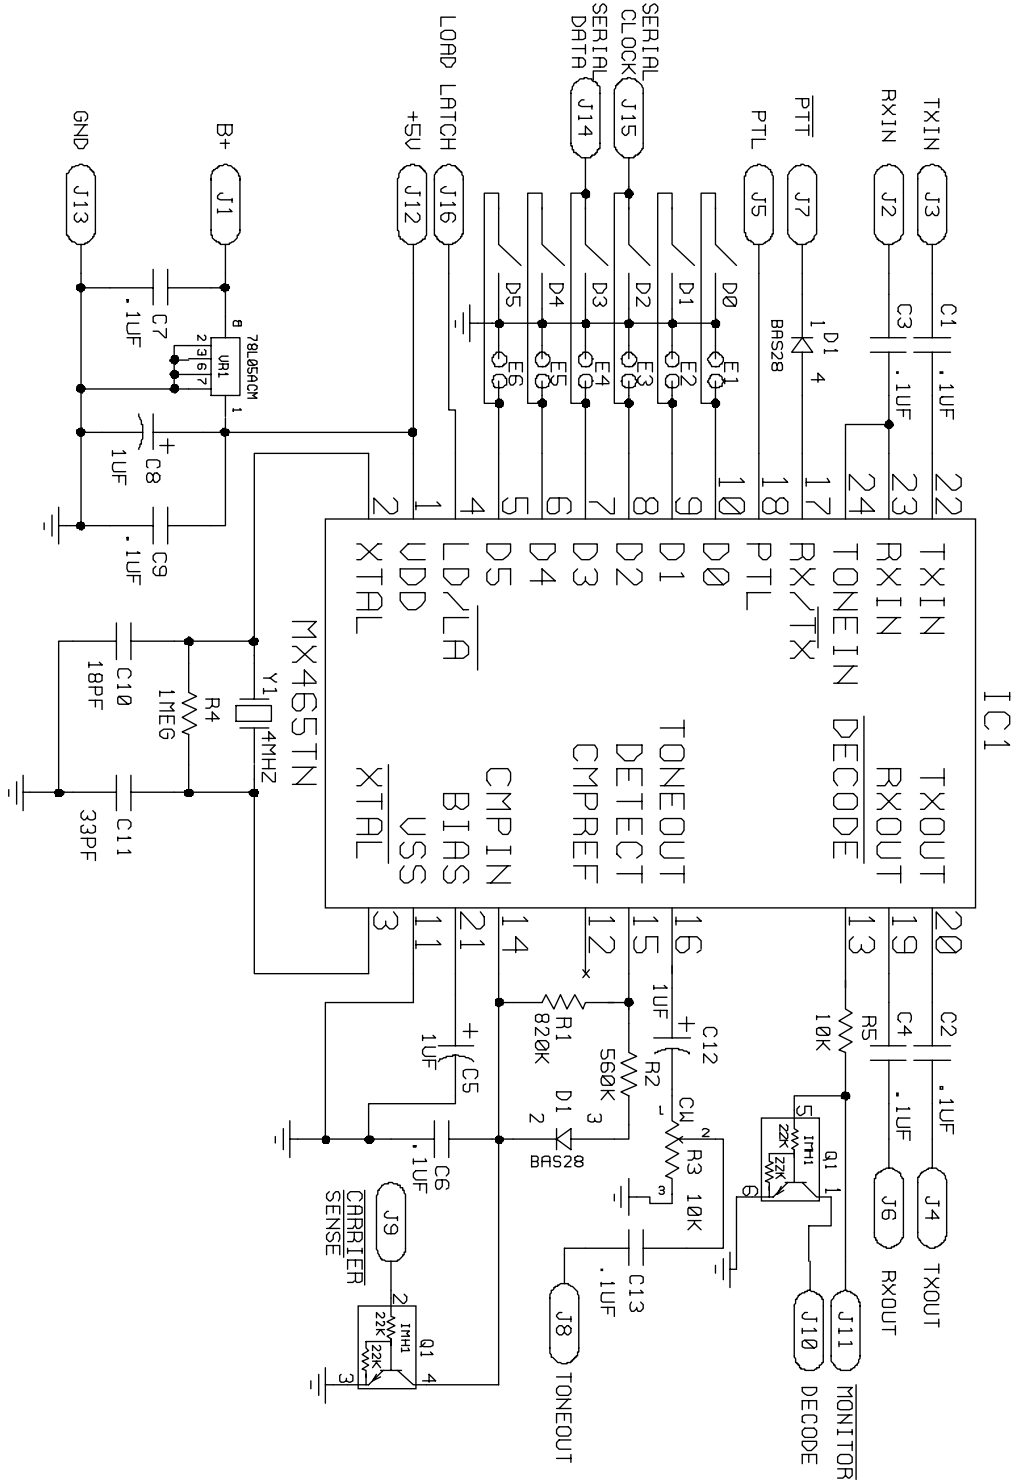 IC1
MX465TN
TXIN
J3
C1
.1UF
22
TXIN
RXIN
J2
C3
.1UF
23
RXIN
24
TONEIN
PTT
J7
1
D1
4
BAS28
17
RX/TX
PTL
J5
18
PTL
D0
E1
10
D0
D1
E2
9
D1
SERIAL
CLOCK
J15
D2
E3
8
D2
SERIAL
DATA
J14
D3
E4
7
D3
D4
E5
6
D4
D5
E6
5
D5
LOAD LATCH
J16
4
LD/LA
+5V
J12
1
VDD
2
XTAL
B+
J1
8
78L05ACM
VR1
2
3
6
7
1
GND
J13
C7
.1UF
+
C8
1UF
C9
.1UF
Y1
4MHZ
R4
1MEG
C10
18PF
C11
33PF
TXOUT
20
C2
.1UF
J4
TXOUT
RXOUT
19
C4
.1UF
J6
RXOUT
DECODE
13
R5
10K
J11
MONITOR
5
Q1
IMH1
22K
22K
1
6
J10
DECODE
TONEOUT
16
1UF
+
C12
CW
1
2
3
R3 10K
C13
.1UF
J8
TONEOUT
DETECT
15
R2
560K
R1
820K
D1
2
3
BAS28
CMPREF
12
CMPIN
14
C6
.1UF
BIAS
21
+
C5
1UF
VSS
11
XTAL
3
CARRIER
SENSE
J9
2
Q1
IMH1
22K
22K
4
3